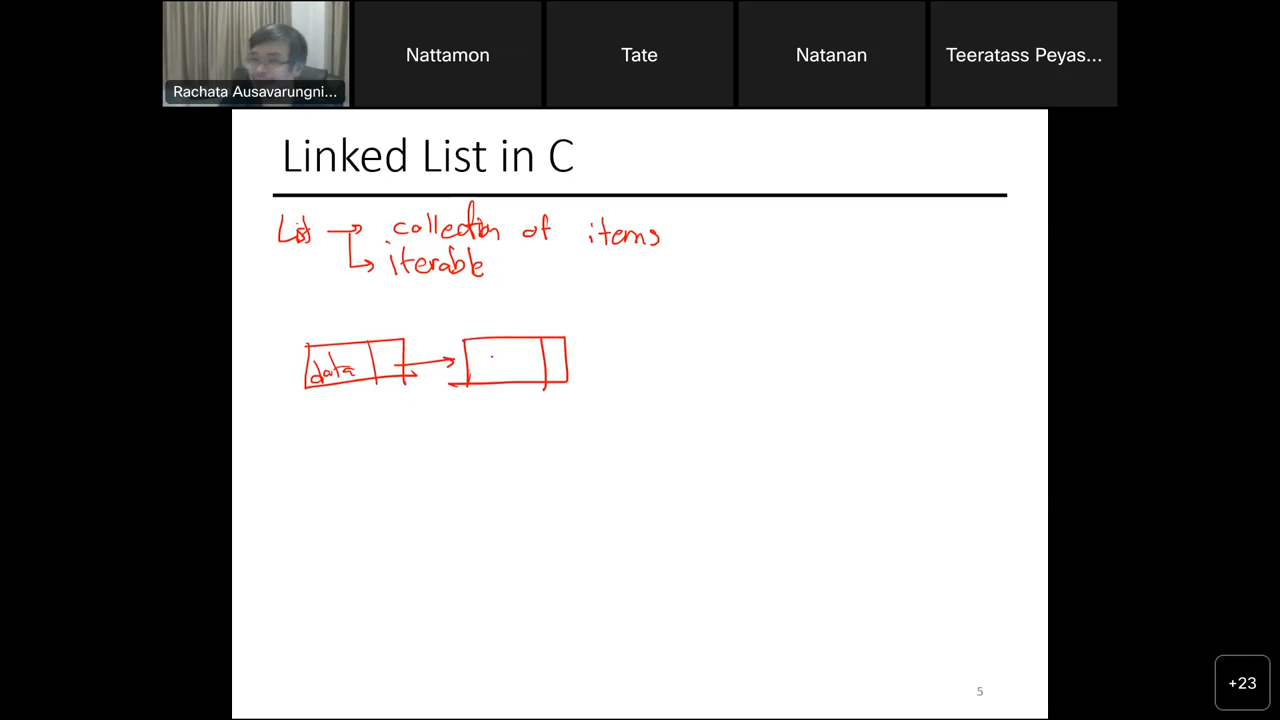 Rachata Ausavarungni...
Nattamon
Tate
Natanan
Teeratass Peyas...
Linked List in C
List → collection of items
iterable
data
5
+23